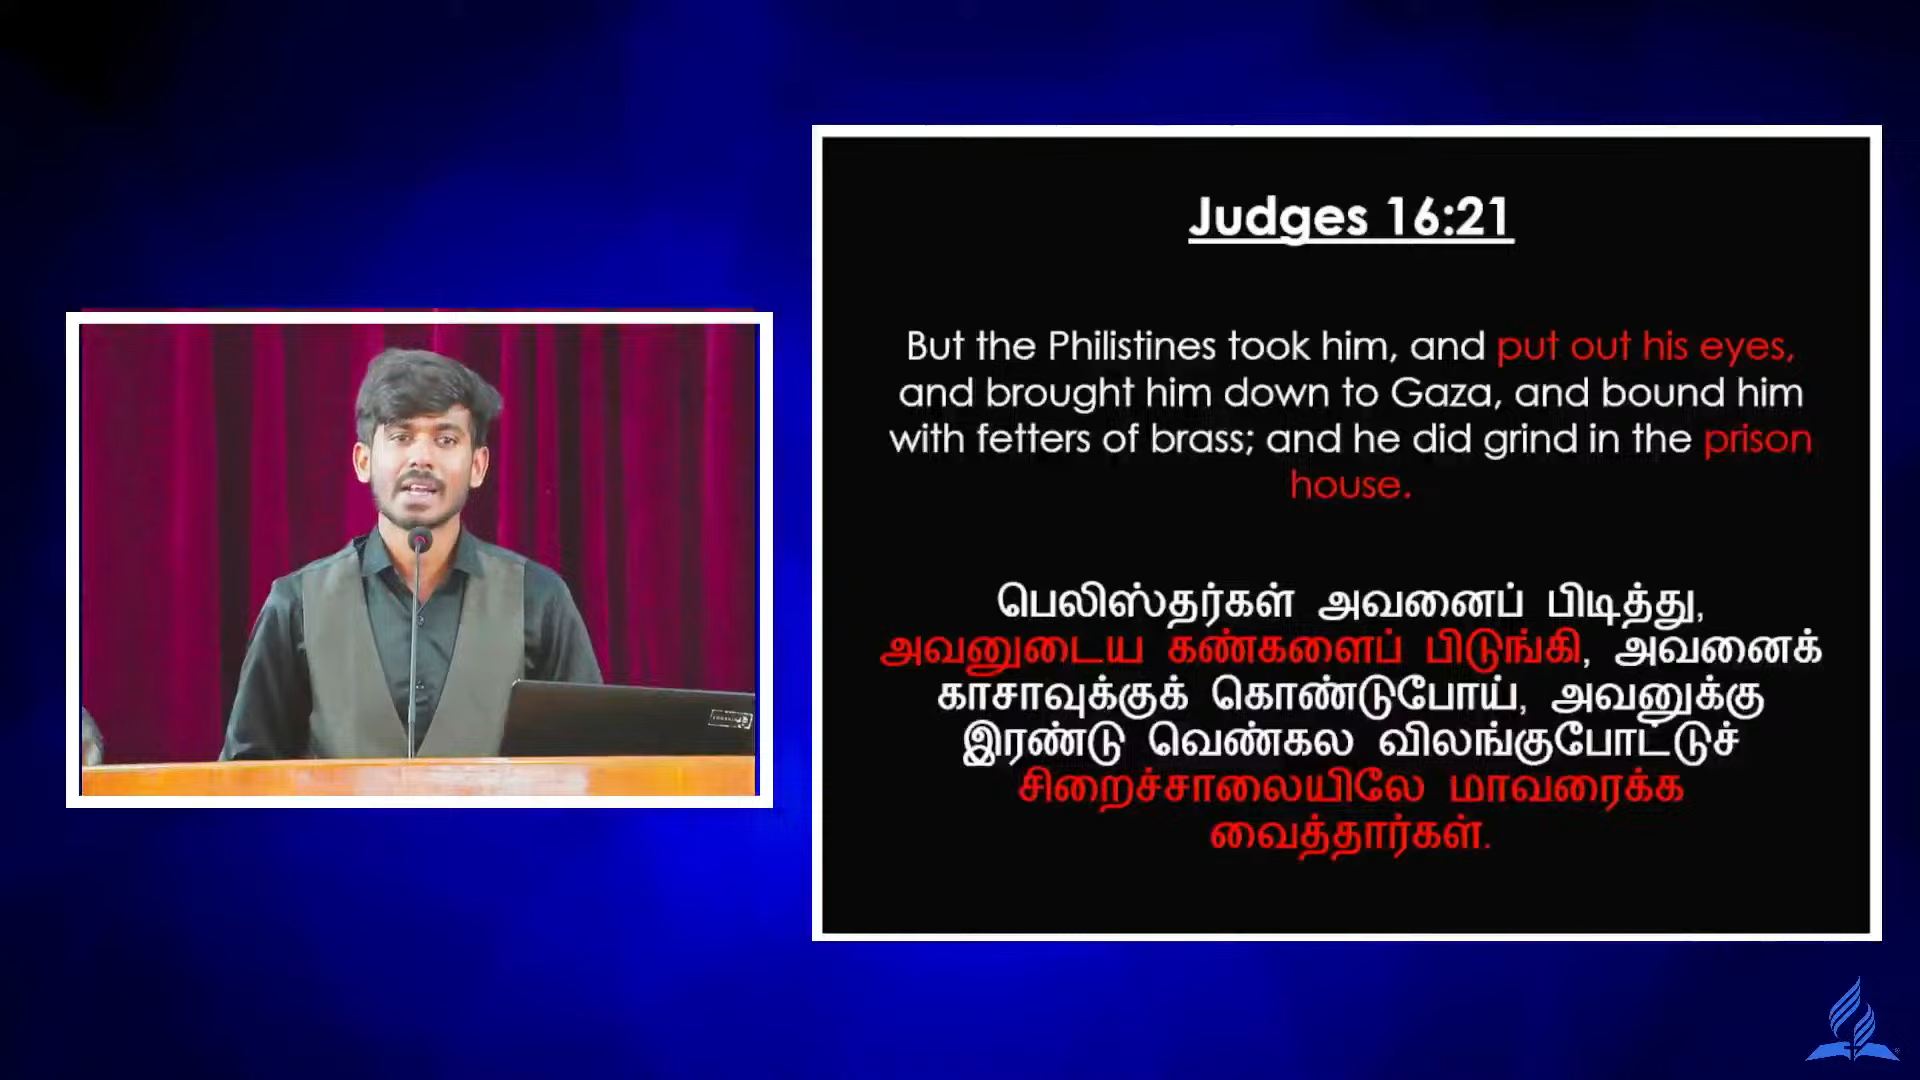 Judges 16:21
But the Philistines took him, and put out his eyes,
and brought him down to Gaza, and bound him
with fetters of brass; and he did grind in the prison
house.
பெலிஸ்தர்கள் அவனைப் பிடித்து,
அவனுடைய கண்களைப் பிடுங்கி, அவனைக்
காசாவுக்குக் கொண்டுபோய், அவனுக்கு
இரண்டு வெண்கல விலங்குபோட்டுச்
சிறைச்சாலையிலே மாவரைக்க
வைத்தார்கள்.